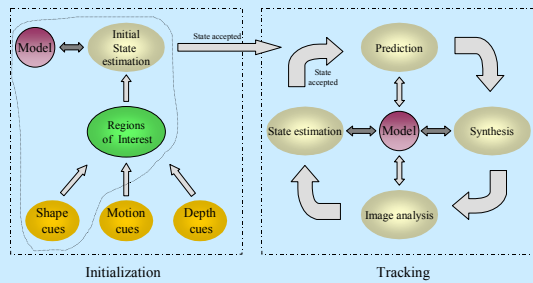 Model
Initial
State
estimation
State accepted
Regions
of Interest
Shape
cues
Motion
cues
Depth
cues
Initialization
Prediction
State
accepted
State estimation
Model
Synthesis
Image analysis
Tracking